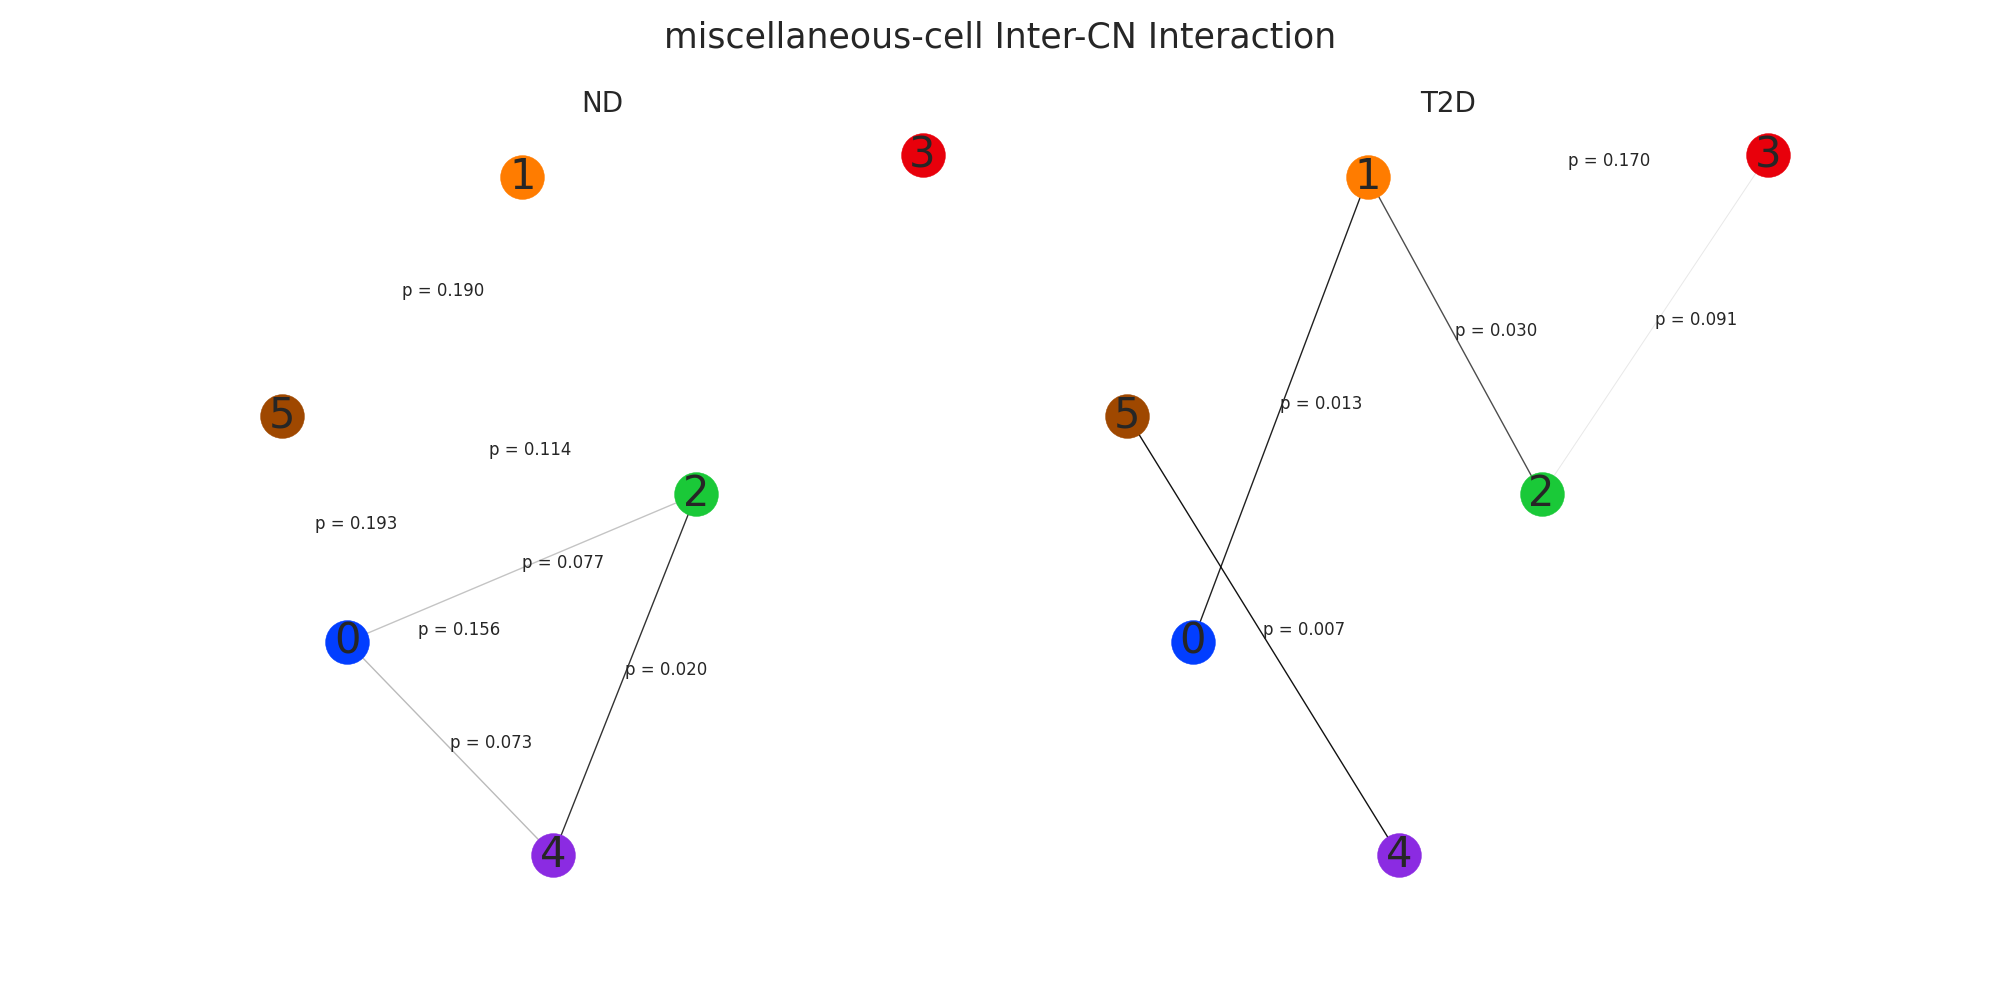 miscellaneous-cell Inter-CN Interaction
ND
1
3
p = 0.190
5
p = 0.114
2
p = 0.193
p = 0.077
0
p = 0.156
p = 0.020
p = 0.073
4
T2D
1
p = 0.170
3
p = 0.030
p = 0.091
p = 0.013
5
2
0
p = 0.007
4